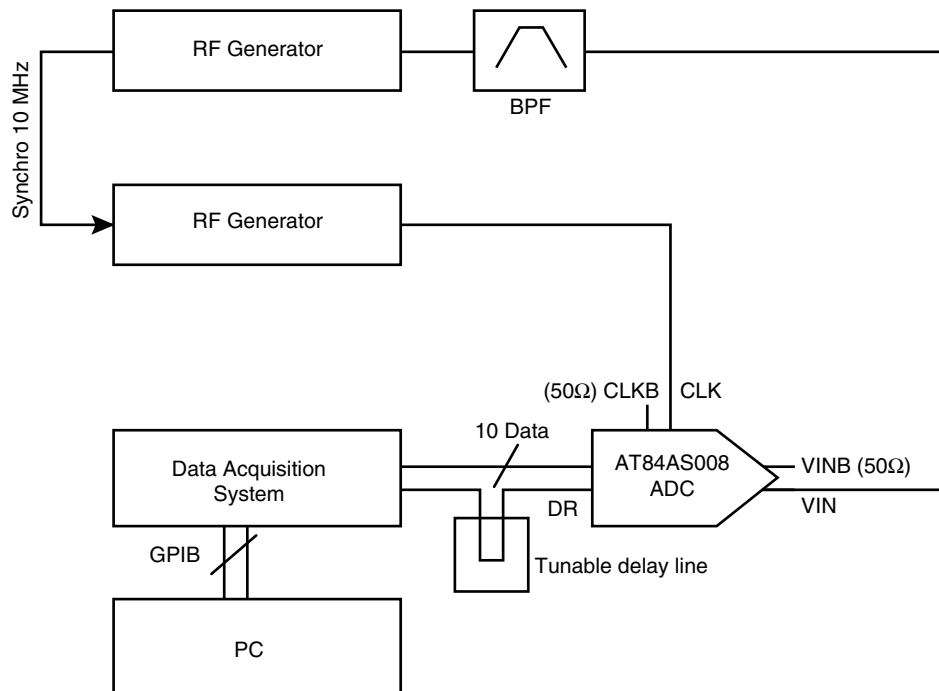 RF Generator
BPF
Synchro 10 MHz
RF Generator
(50Ω) CLKB
CLK
10 Data
Data Acquisition
System
AT84AS008
ADC
VINB (50Ω)
VIN
DR
Tunable delay line
GPIB
PC